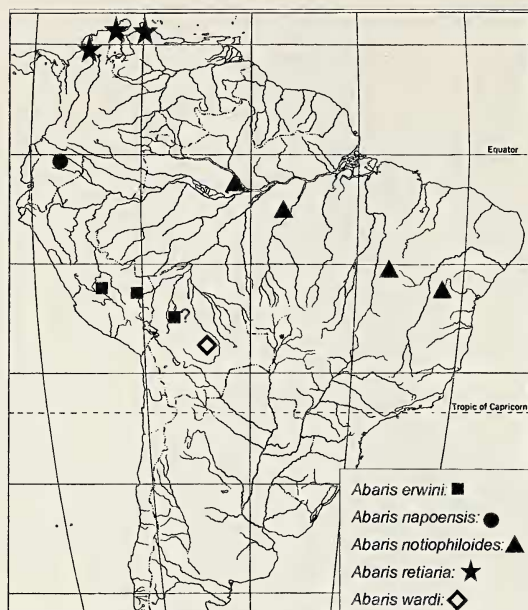 Equator
?
Tropic of Capricorn
Abaris erwini:
Abaris napoensis:
Abaris notiophiloides:
Abaris retiaria:
Abaris wardi: